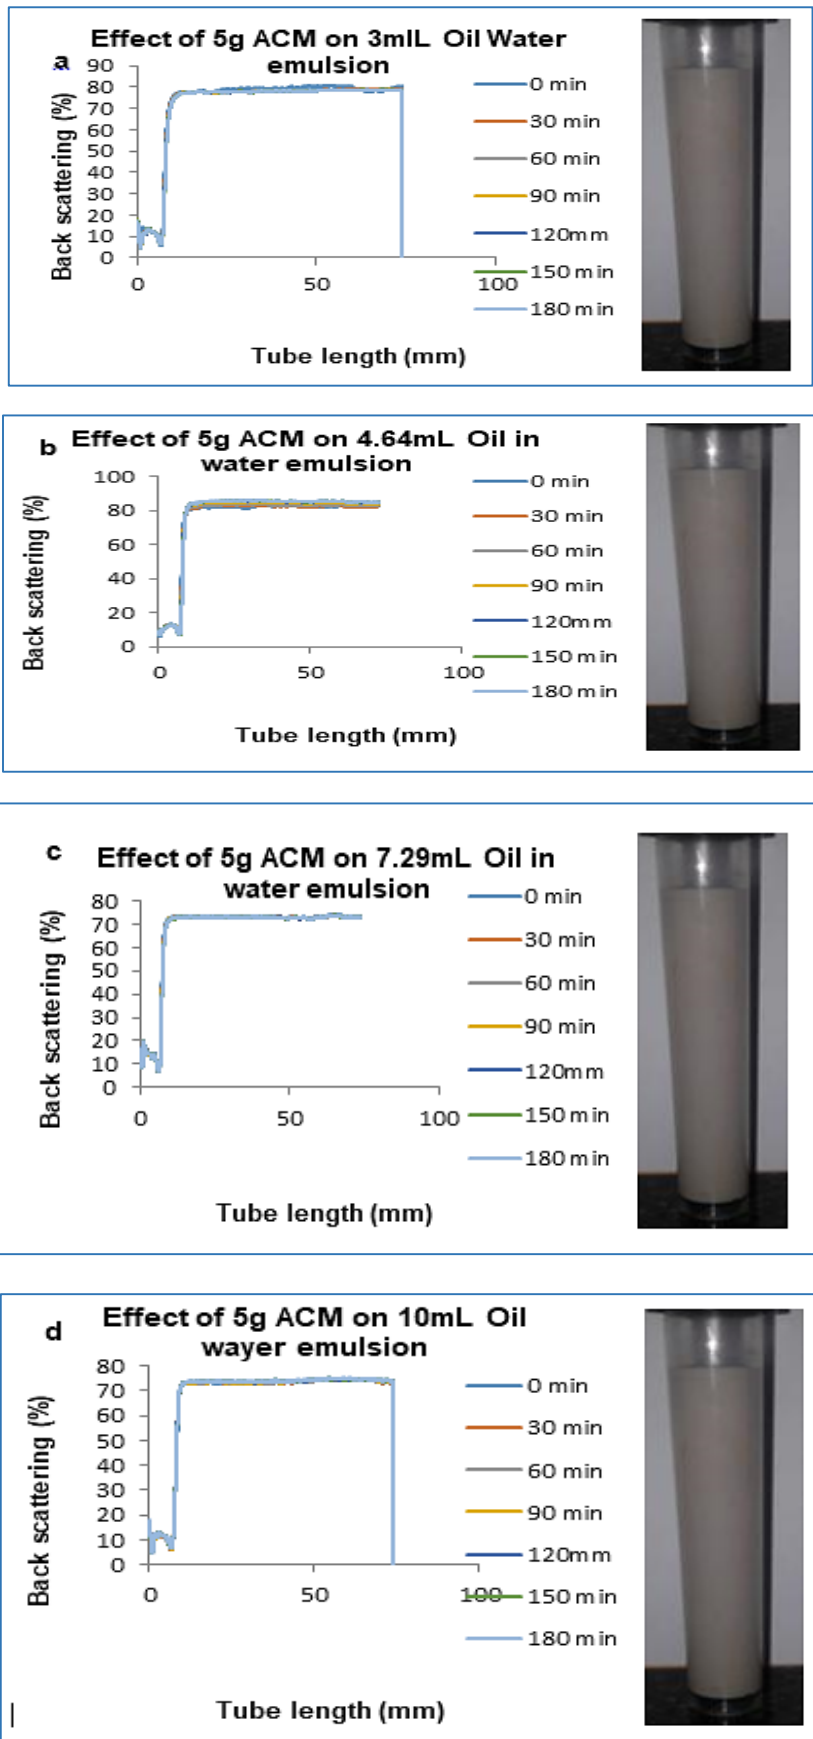 a
Effect of 5g ACM on 3mlL Oil Water
emulsion
Back scattering (%)
90
80
70
60
50
40
30
20
10
0
0
50
100
Tube length (mm)
0 min
30 min
60 min
90 min
120mm
150 min
180 min
b
Effect of 5g ACM on 4.64mL Oil in
water emulsion
Back scattering (%)
100
80
60
40
20
0
0
50
100
Tube length (mm)
0 min
30 min
60 min
90 min
120mm
150 min
180 min
c
Effect of 5g ACM on 7.29mL Oil in
water emulsion
Back scattering (%)
80
70
60
50
40
30
20
10
0
0
50
100
Tube length (mm)
0 min
30 min
60 min
90 min
120mm
150 min
180 min
d
Effect of 5g ACM on 10mL Oil
wayer emulsion
Back scattering (%)
80
70
60
50
40
30
20
10
0
0
50
100
Tube length (mm)
0 min
30 min
60 min
90 min
120mm
150 min
180 min